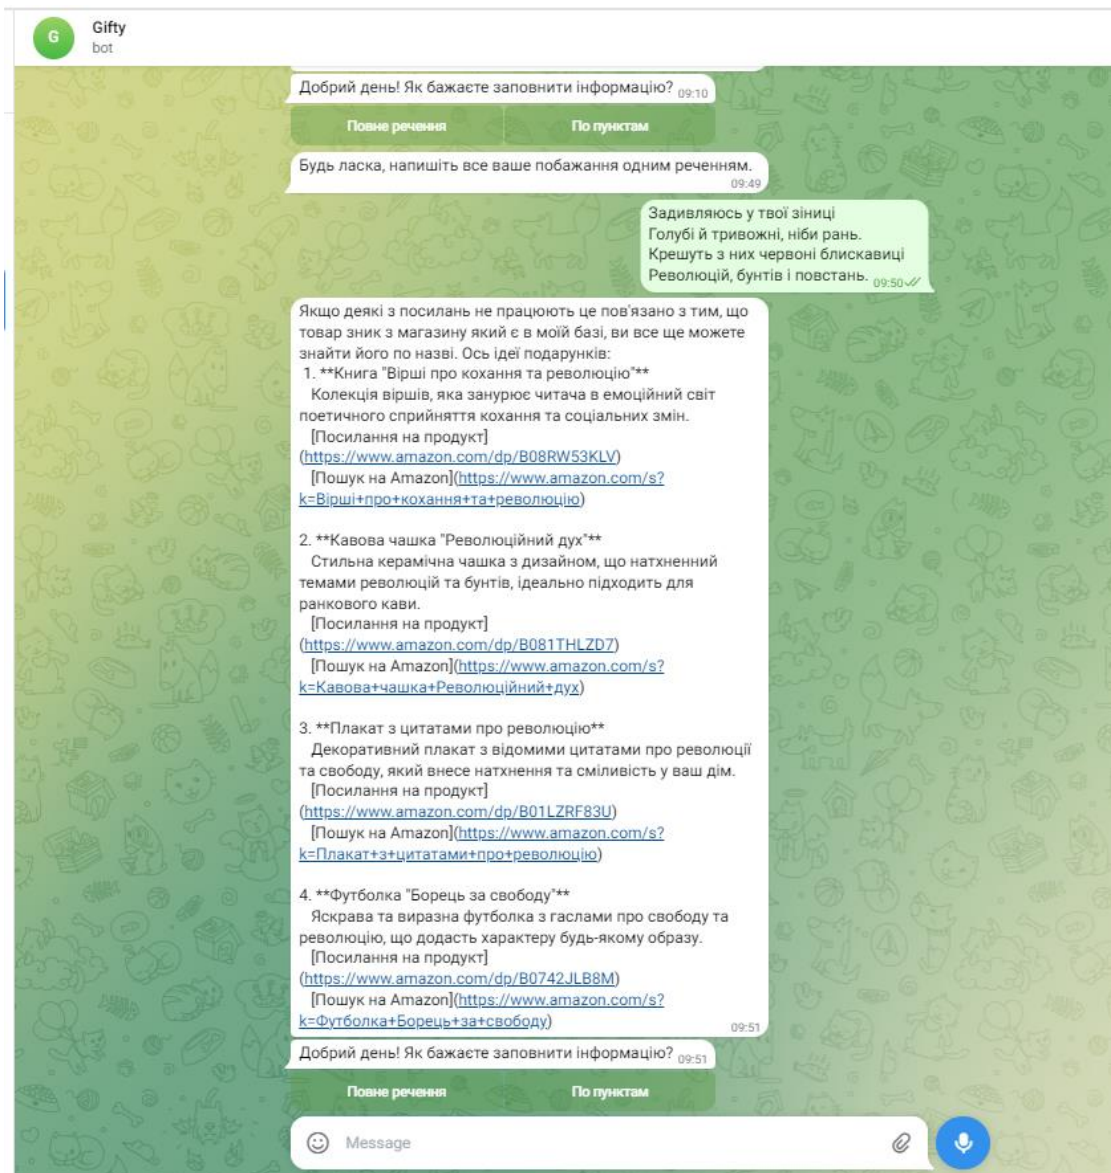 G
Gifty
bot
Добрий день! Як бажаєте заповнити інформацію? 09:10
Повне речення По пунктам
Будь ласка, напишіть все ваше побажання одним реченням.
09:49
Задивляюсь у твої зіниці
Голубі й тривожні, ніби рань.
Крешуть з них червоні блискавиці
Революцій, бунтів і повстань. 09:50
Якщо деякі з посилань не працюють це пов'язано з тим, що
товар зник з магазину який є в моїй базі, ви все ще можете
знайти його по назві. Ось ідеї подарунків:
1. **Книга "Вірші про кохання та революцію"**
Колекція віршів, яка занурює читача в емоційний світ
поетичного сприйняття кохання та соціальних змін.
[Посилання на продукт]
(https://www.amazon.com/dp/B08RW53KLV)
[Пошук на Amazon](https://www.amazon.com/s?
k=Вірші+про+кохання+та+революцію)
2. **Кавова чашка "Революційний дух"**
Стильна керамічна чашка з дизайном, що натхненний
темами революцій та бунтів, ідеально підходить для
ранкового кави.
[Посилання на продукт]
(https://www.amazon.com/dp/B081THLZD7)
[Пошук на Amazon](https://www.amazon.com/s?
k=Кавова+чашка+Революційний+дух)
3. **Плакат з цитатами про революцію**
Декоративний плакат з відомими цитатами про революції
та свободу, який внесе натхнення та сміливість у ваш дім.
[Посилання на продукт]
(https://www.amazon.com/dp/B01LZRF83U)
[Пошук на Amazon](https://www.amazon.com/s?
k=Плакат+з+цитатами+про+революцію)
4. **Футболка "Борець за свободу"**
Яскрава та виразна футболка з гаслами про свободу та
революцію, що додасть характеру будь-якому образу.
[Посилання на продукт]
(https://www.amazon.com/dp/B0742JLB8M)
[Пошук на Amazon](https://www.amazon.com/s?
k=Футболка+Борець+за+свободу)
09:51
Добрий день! Як бажаєте заповнити інформацію? 09:51
Повне речення По пунктам
Message